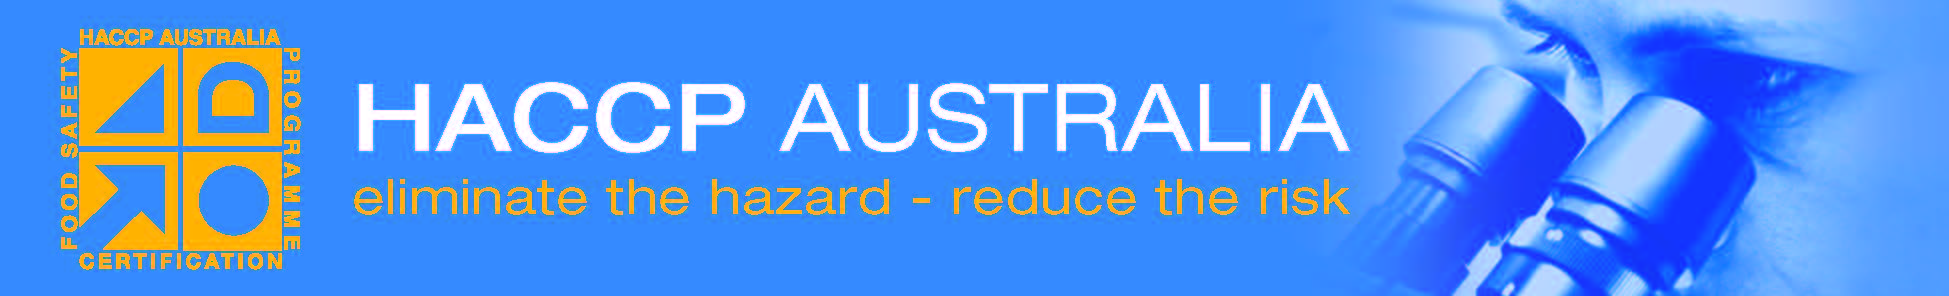 HACCP AUSTRALIA
FOOD SAFETY
PROGRAMME
CERTIFICATION
HACCP AUSTRALIA
eliminate the hazard - reduce the risk